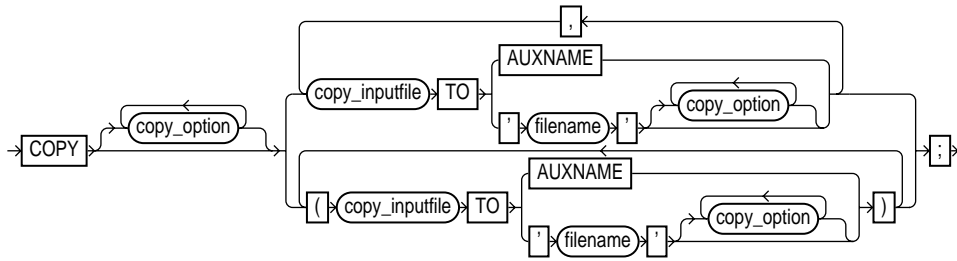 ,
AUXNAME
copy_inputfile TO
copy_option
' filename '
copy_option
COPY ;
AUXNAME
( copy_inputfile TO )
copy_option
' filename '